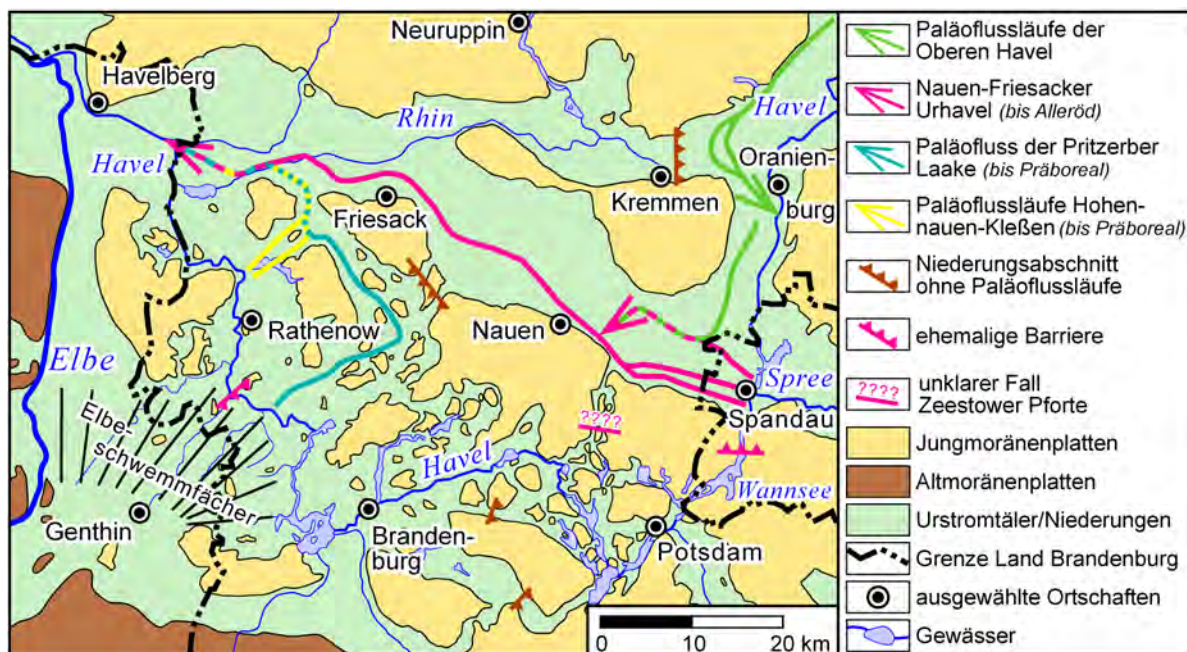 Neuruppin
Havelberg
Havel
Rhin
Oranien-
burg
Havel
Kremmen
Friesack
Rathenow
Nauen
Elbe
Spree
Spandau
????
Elbe-
schwemmfächer
Havel
Wannsee
Genthin
Branden-
burg
Potsdam
0 10 20 km
Paläoflussläufe der
Oberen Havel
Nauen-Friesacker
Urhavel (bis Alleröd)
Paläofluss der Pritzerber
Laake (bis Präboreal)
Paläoflussläufe Hohen-
nauen-Kleßen (bis Präboreal)
Niederungsabschnitt
ohne Paläoflussläufe
ehemalige Barriere
????
unklarer Fall
Zeestower Pforte
Jungmoränenplatten
Altmoränenplatten
Urstromtäler/Niederungen
Grenze Land Brandenburg
ausgewählte Ortschaften
Gewässer